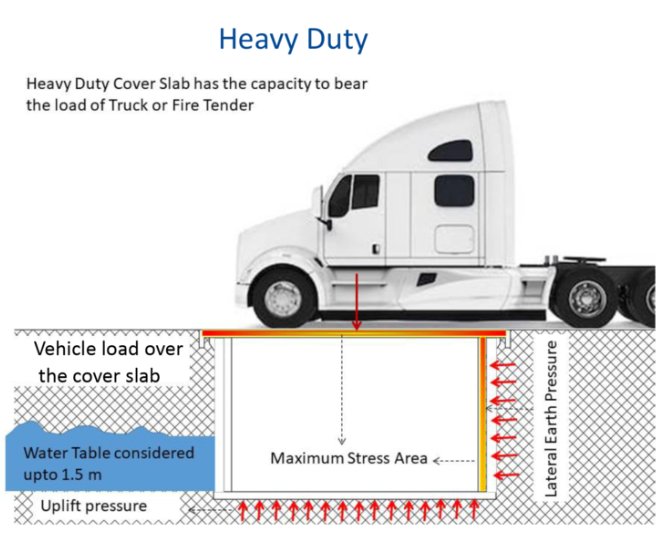 Heavy Duty
Heavy Duty Cover Slab has the capacity to bear
the load of Truck or Fire Tender
Vehicle load over
the cover slab
Lateral Earth Pressure
Water Table considered
upto 1.5 m
Maximum Stress Area
Uplift pressure